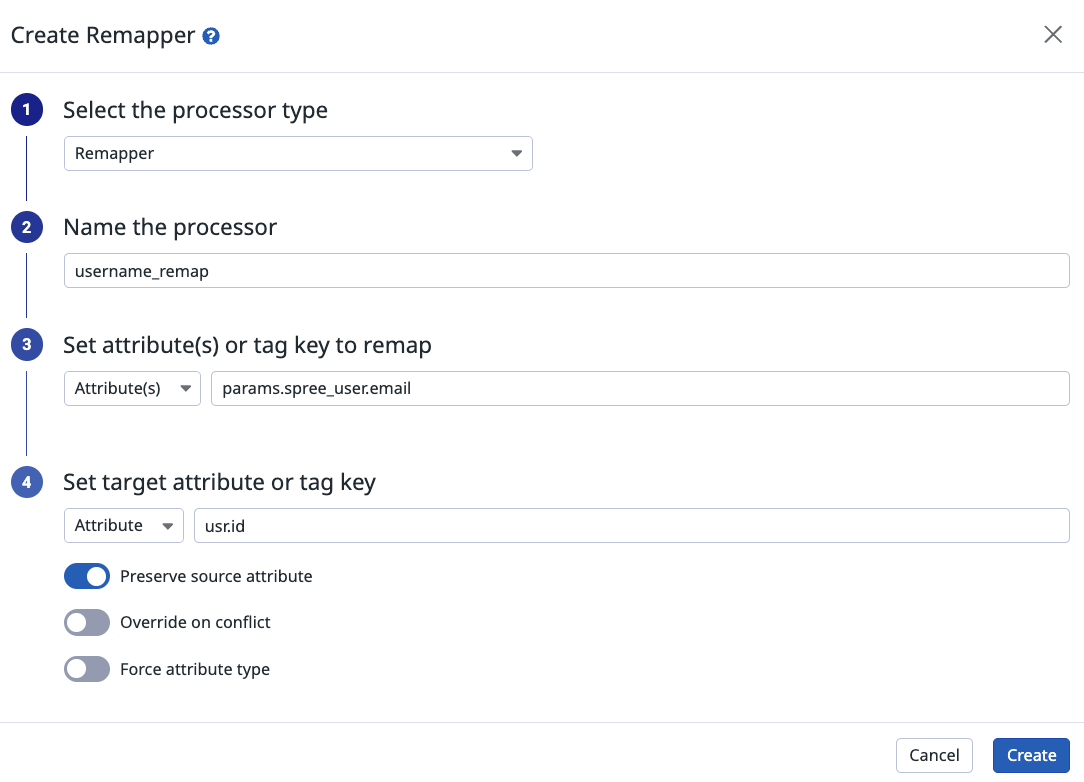 Create Remapper ?
1 Select the processor type
Remapper
2 Name the processor
username_remap
3 Set attribute(s) or tag key to remap
Attribute(s) params.spree_user.email
4 Set target attribute or tag key
Attribute usr.id
Preserve source attribute
Override on conflict
Force attribute type
Cancel Create